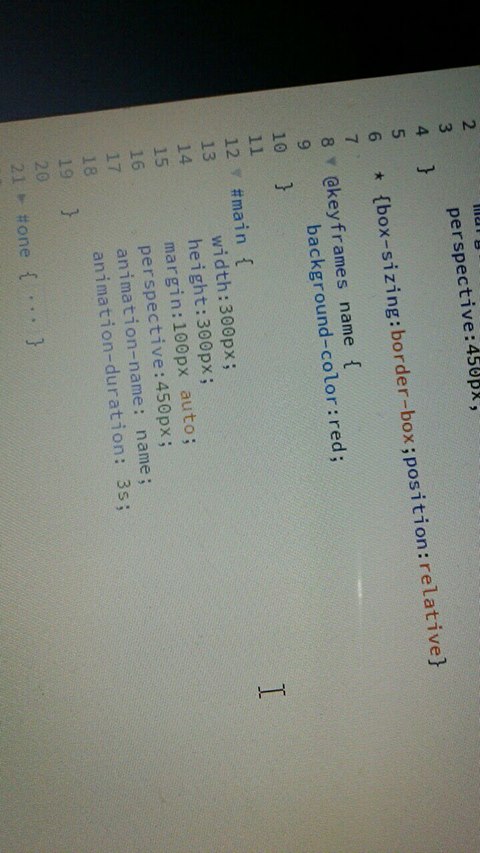 2
3 perspective:450px;
4 }
5
6 * {box-sizing:border-box;position:relative}
7
8 @keyframes name {
9 background-color:red;
10 }
11
12 #main {
13 width:300px;
14 height:300px;
15 margin:100px auto;
16 perspective:450px;
17 animation-name: name;
18 animation-duration: 3s;
19 }
20
21 #one { ... }